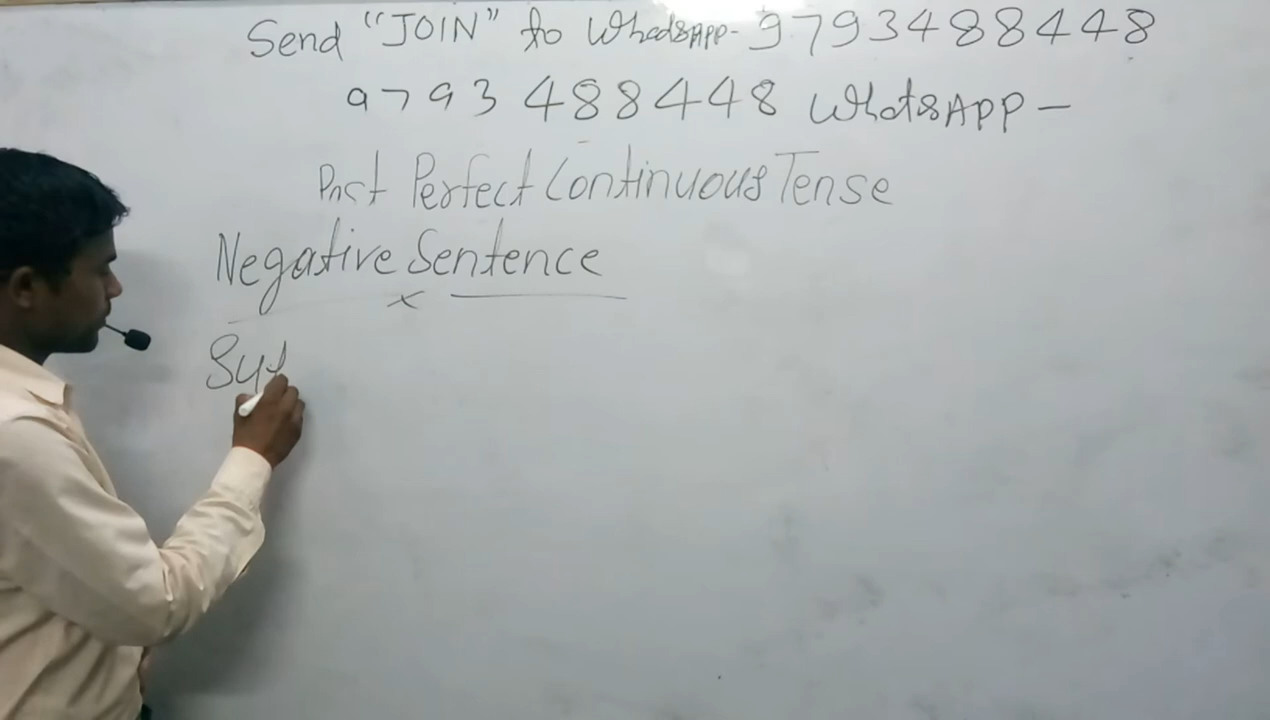 Send "JOIN" to WhatsApp- 9793488448
9793488448 WhatsApp -
Past Perfect Continuous Tense
Negative Sentence